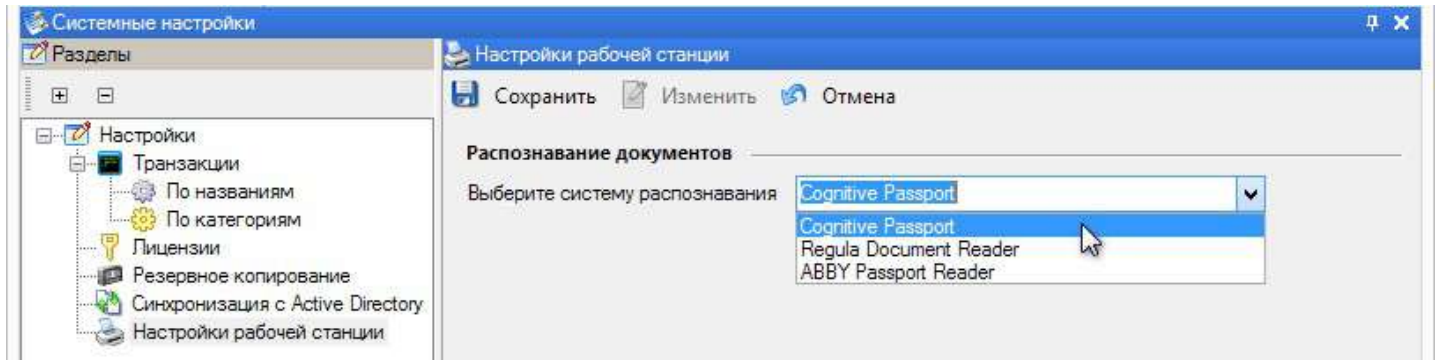 Системные настройки
Разделы
Настройки
Транзакции
По названиям
По категориям
Лицензии
Резервное копирование
Синхронизация с Active Directory
Настройки рабочей станции
Настройки рабочей станции
Сохранить Изменить Отмена
Распознавание документов
Выберите систему распознавания Cognitive Passport
Cognitive Passport
Regula Document Reader
ABBY Passport Reader